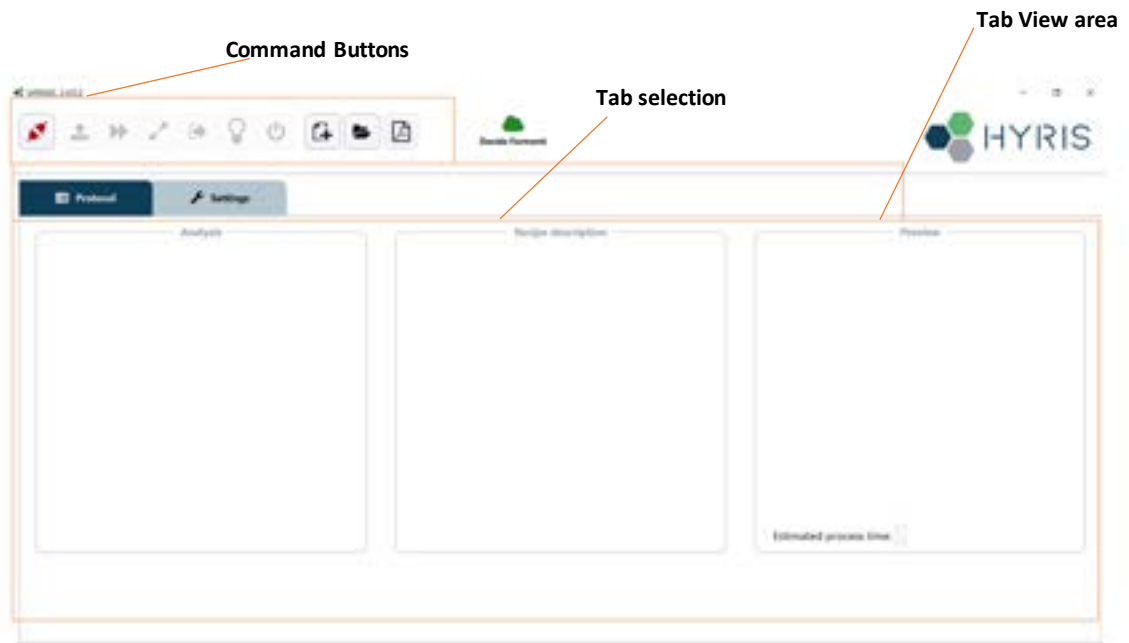 Tab View area
Command Buttons
Tab selection
HYRIS
Protocol
Settings
Analysis
Recipe description
Preview
Estimated process time